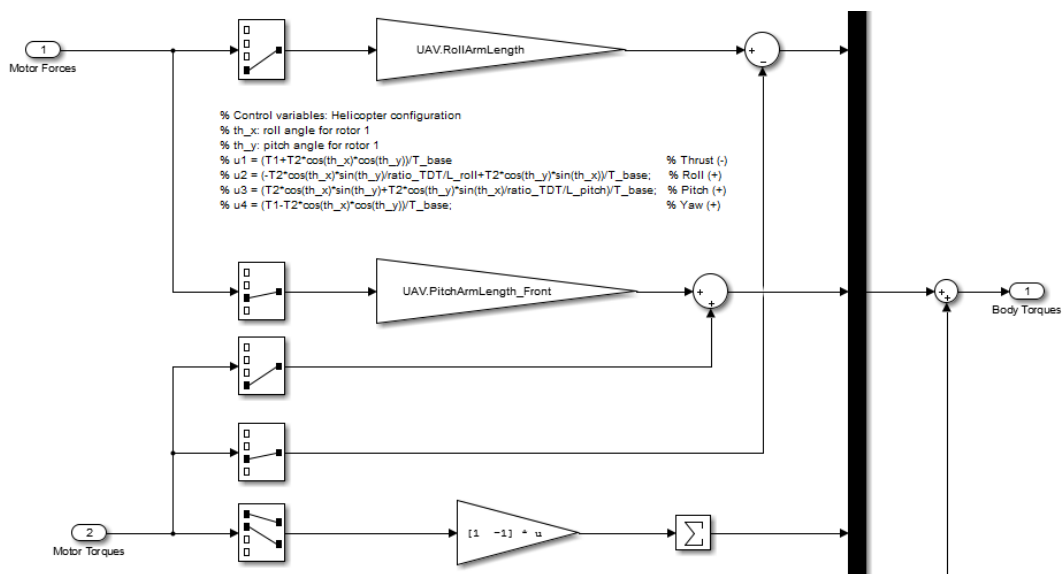 1
Motor Forces
UAV.RollArmLength
+
−
% Control variables: Helicopter configuration
% th_x: roll angle for rotor 1
% th_y: pitch angle for rotor 1
% u1 = (T1+T2*cos(th_x)*cos(th_y))/T_base % Thrust (-)
% u2 = (-T2*cos(th_x)*sin(th_y)/ratio_TDT/L_roll+T2*cos(th_y)*sin(th_x))/T_base; % Roll (+)
% u3 = (T2*cos(th_x)*sin(th_y)+T2*cos(th_y)*sin(th_x)/ratio_TDT/L_pitch)/T_base; % Pitch (+)
% u4 = (T1-T2*cos(th_x)*cos(th_y))/T_base; % Yaw (+)
UAV.PitchArmLength_Front
+
+
+
+
1
Body Torques
2
Motor Torques
[1 -1] * u
Σ